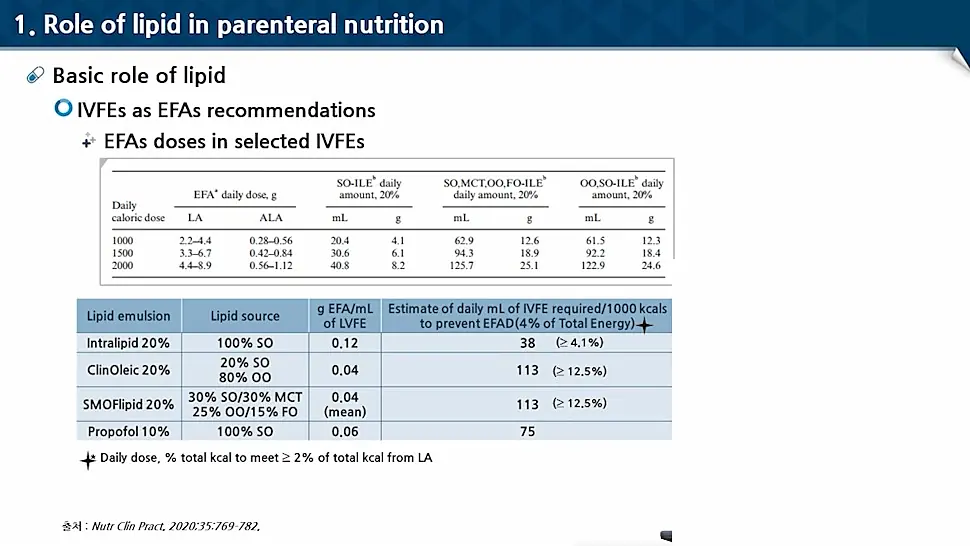 1. Role of lipid in parenteral nutrition
Basic role of lipid
IVFEs as EFAs recommendations
EFAs doses in selected IVFEs
Daily caloric dose EFAª daily dose, g SO-ILEᵇ daily amount, 20% SO,MCT,OO,FO-ILEᵇ daily amount, 20% OO,SO-ILEᵇ daily amount, 20%
LA ALA mL g mL g mL g
1000 2.2–4.4 0.28–0.56 20.4 4.1 62.9 12.6 61.5 12.3
1500 3.3–6.7 0.42–0.84 30.6 6.1 94.3 18.9 92.2 18.4
2000 4.4–8.9 0.56–1.12 40.8 8.2 125.7 25.1 122.9 24.6
Lipid emulsion Lipid source g EFA/mL of LVFE Estimate of daily mL of IVFE required/1000 kcals to prevent EFAD(4% of Total Energy)
Intralipid 20% 100% SO 0.12 38 (≥ 4.1%)
ClinOleic 20% 20% SO 80% OO 0.04 113 (≥ 12.5%)
SMOFlipid 20% 30% SO/30% MCT 25% OO/15% FO 0.04 (mean) 113 (≥ 12.5%)
Propofol 10% 100% SO 0.06 75
Daily dose, % total kcal to meet ≥ 2% of total kcal from LA
출처 : Nutr Clin Pract. 2020;35:769-782.